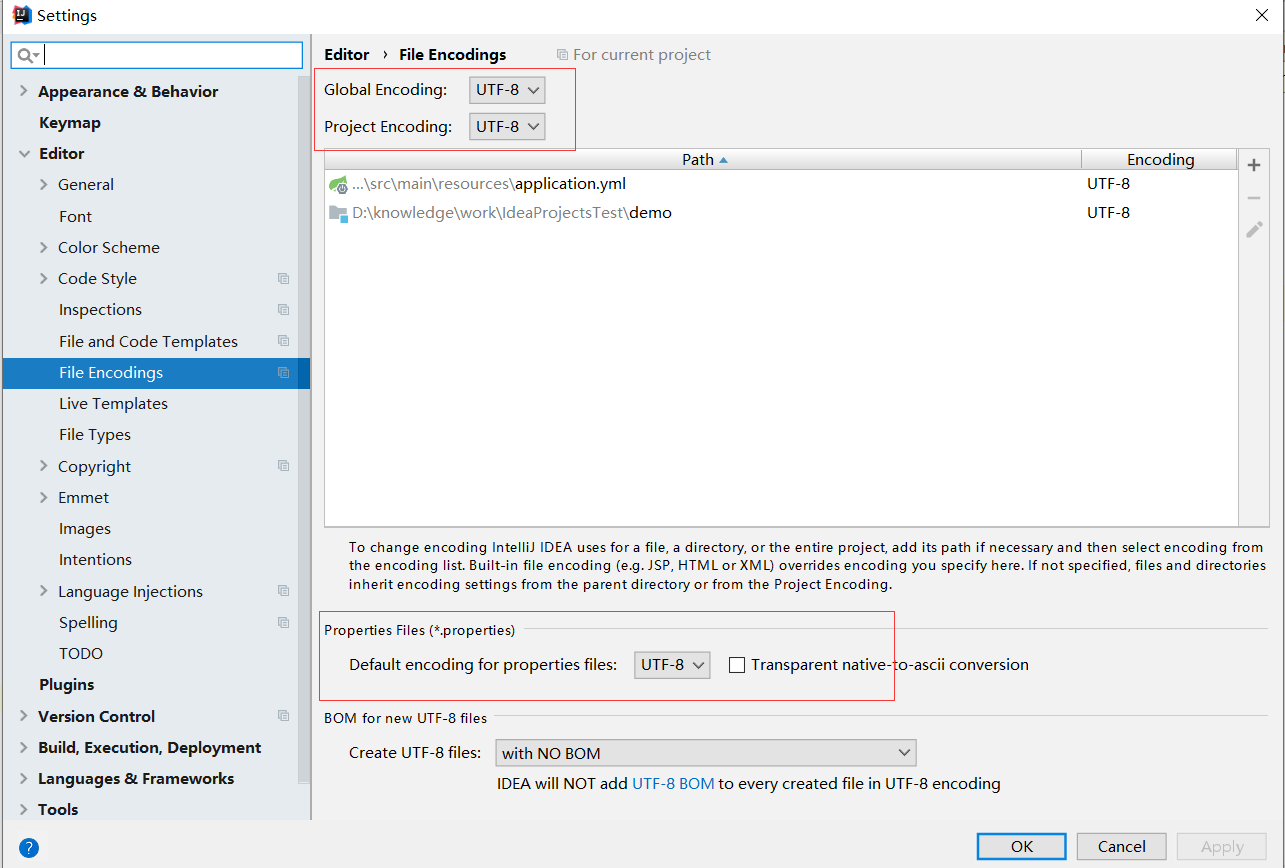 Settings
Appearance & Behavior
Keymap
Editor
General
Font
Color Scheme
Code Style
Inspections
File and Code Templates
File Encodings
Live Templates
File Types
Copyright
Emmet
Images
Intentions
Language Injections
Spelling
TODO
Plugins
Version Control
Build, Execution, Deployment
Languages & Frameworks
Tools
?
Editor › File Encodings For current project
Global Encoding: UTF-8
Project Encoding: UTF-8
Path Encoding
...\src\main\resources\application.yml UTF-8
D:\knowledge\work\IdeaProjectsTest\demo UTF-8
To change encoding IntelliJ IDEA uses for a file, a directory, or the entire project, add its path if necessary and then select encoding from
the encoding list. Built-in file encoding (e.g. JSP, HTML or XML) overrides encoding you specify here. If not specified, files and directories
inherit encoding settings from the parent directory or from the Project Encoding.
Properties Files (*.properties)
Default encoding for properties files: UTF-8 Transparent native-to-ascii conversion
BOM for new UTF-8 files
Create UTF-8 files: with NO BOM
IDEA will NOT add UTF-8 BOM to every created file in UTF-8 encoding
OK Cancel Apply